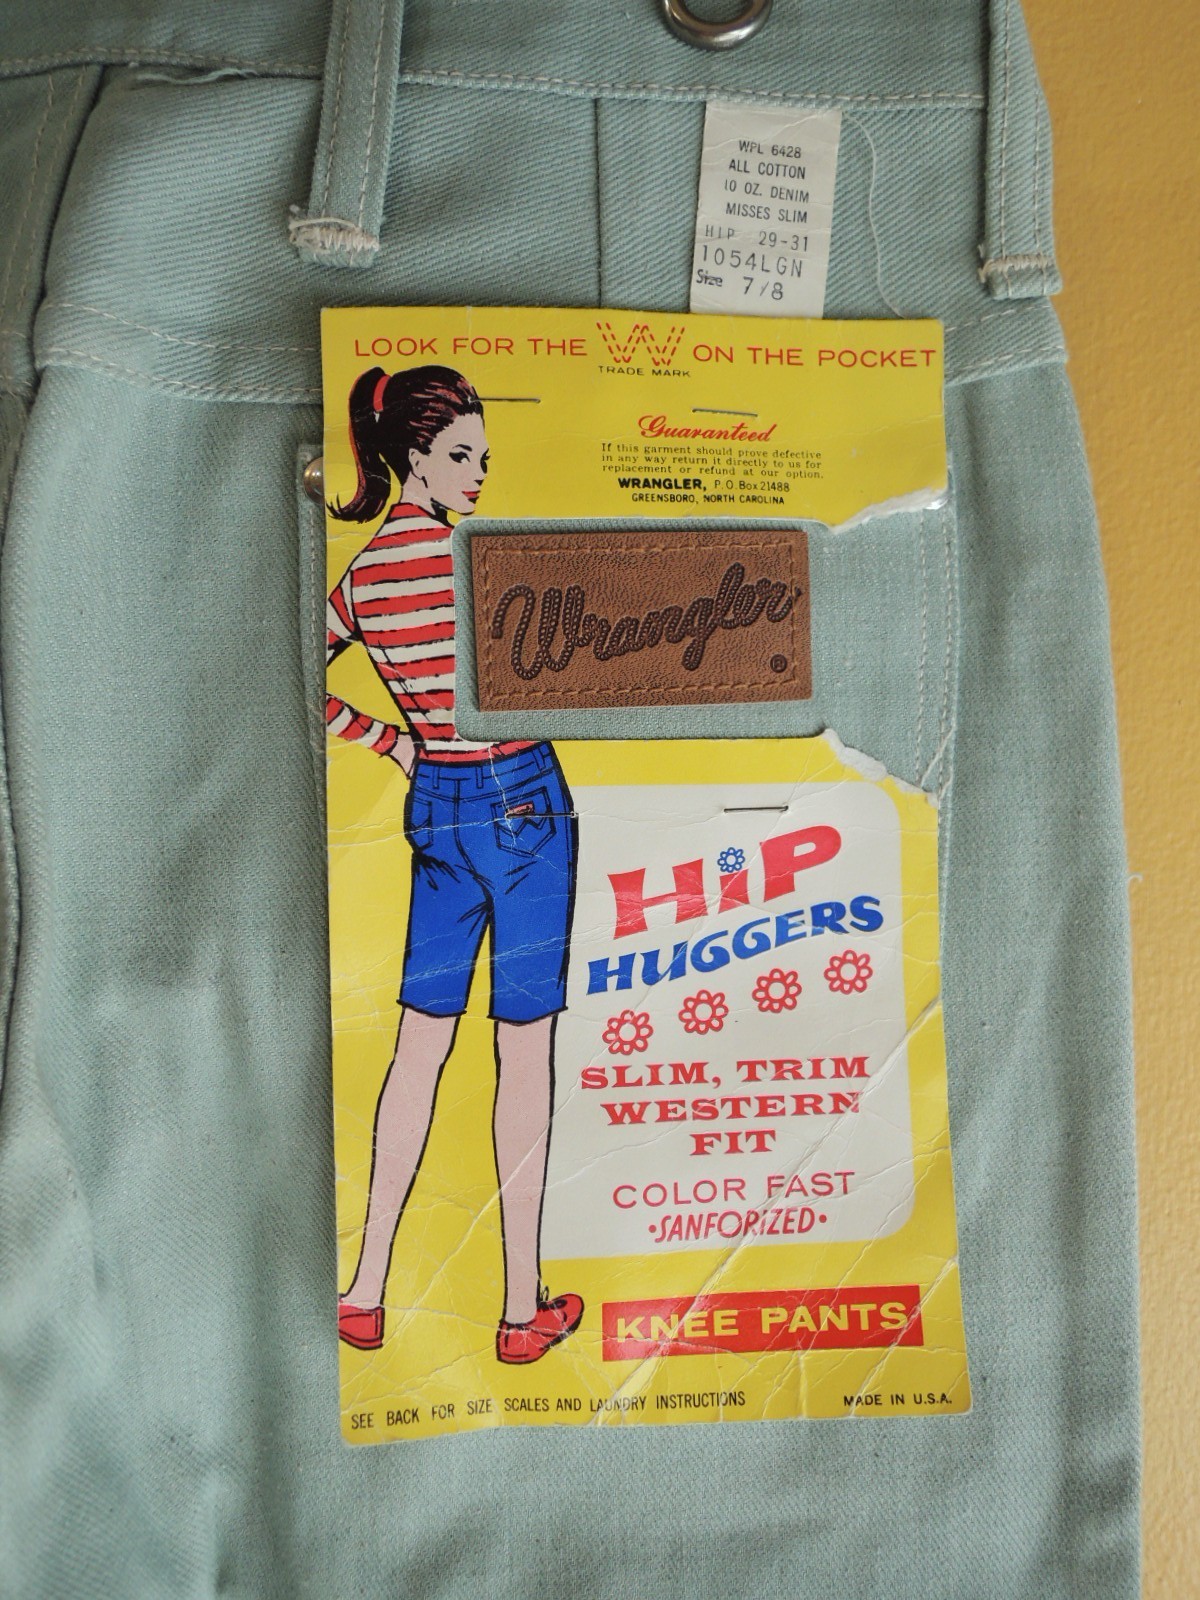 WPL 6428
ALL COTTON
10 OZ. DENIM
MISSES SLIM
HIP 29-31
1054LGN
Size 7/8
LOOK FOR THE W ON THE POCKET
TRADE MARK
Guaranteed
If this garment should prove defective
in any way return it directly to us for
replacement or refund at our option.
WRANGLER, P.O. Box 21488
GREENSBORO, NORTH CAROLINA
Wrangler
®
HiP
HUGGERS
SLIM, TRIM
WESTERN
FIT
COLOR FAST
•SANFORIZED•
KNEE PANTS
SEE BACK FOR SIZE SCALES AND LAUNDRY INSTRUCTIONS
MADE IN U.S.A.